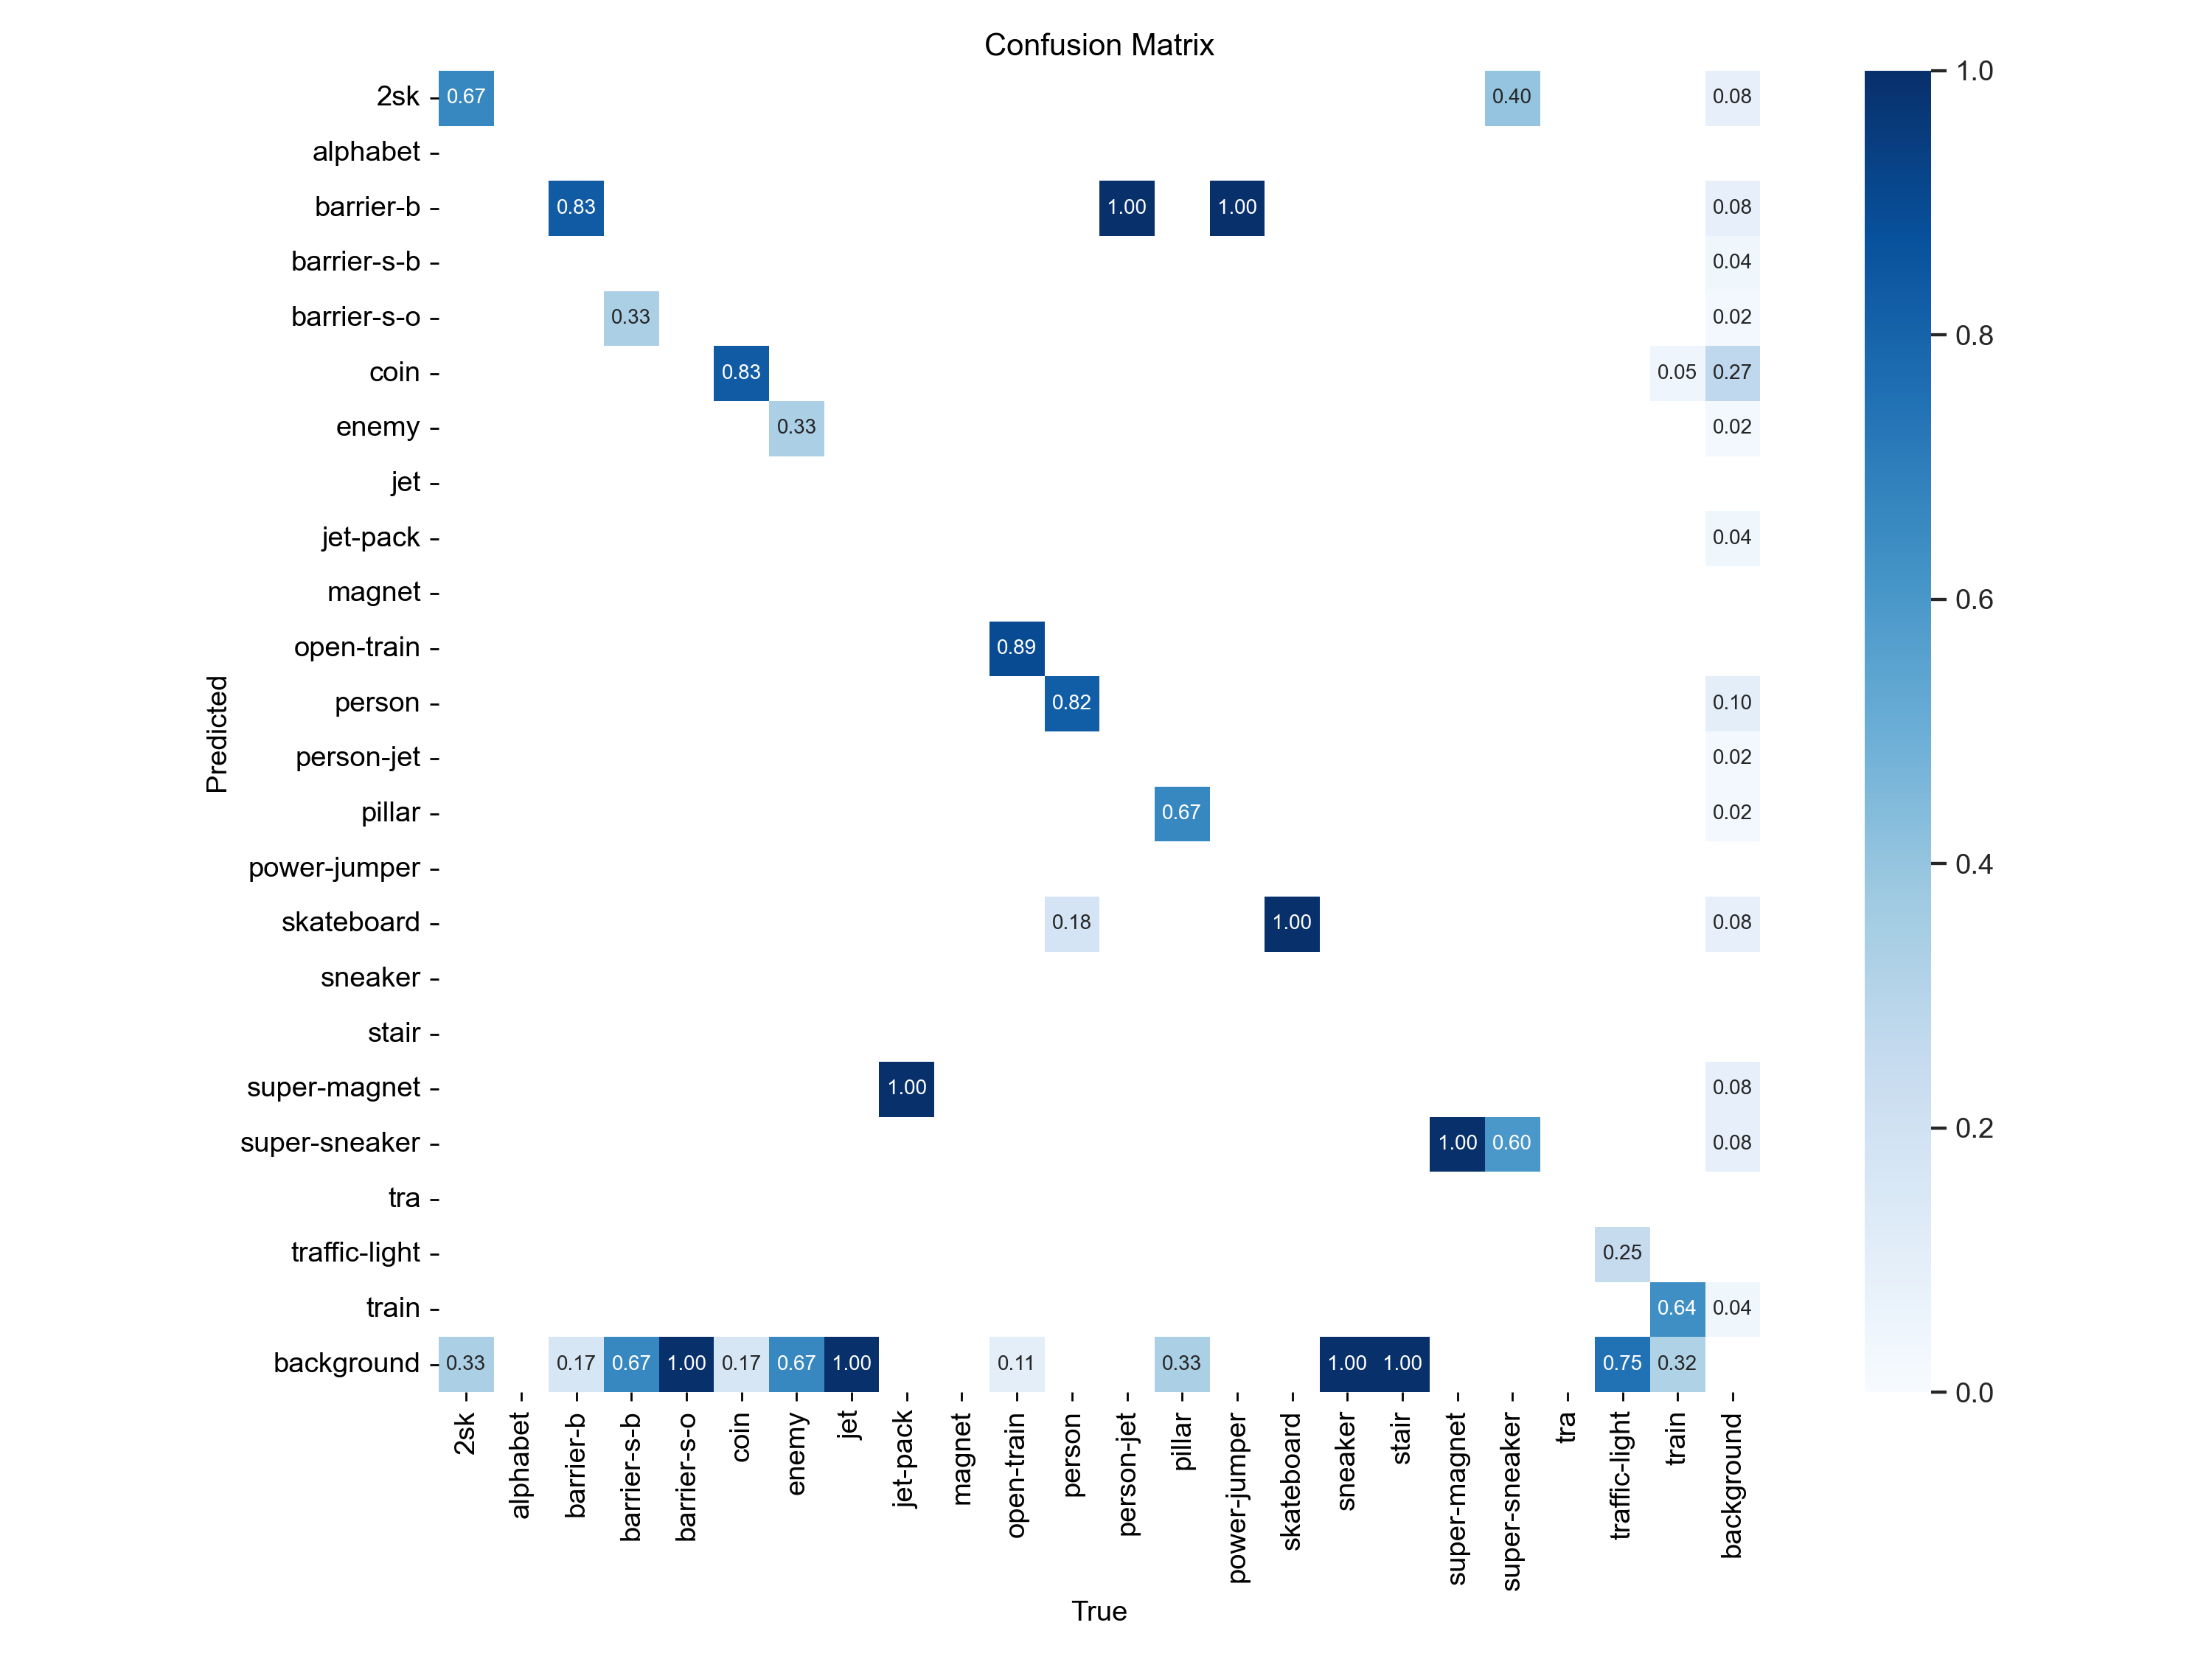 Confusion Matrix
2sk 0.67 0.40 0.08 1.0
alphabet
barrier-b 0.83 1.00 1.00 0.08
barrier-s-b 0.04
barrier-s-o 0.33 0.02 0.8
coin 0.83 0.05 0.27
enemy 0.33 0.02
jet
jet-pack 0.04
magnet 0.6
open-train 0.89
person 0.82 0.10
person-jet 0.02
pillar 0.67 0.02
power-jumper 0.4
skateboard 0.18 1.00 0.08
sneaker
stair
super-magnet 1.00 0.08
super-sneaker 1.00 0.60 0.08 0.2
tra
traffic-light 0.25
train 0.64 0.04
background 0.33 0.17 0.67 1.00 0.17 0.67 1.00 0.11 0.33 1.00 1.00 0.75 0.32 0.0
Predicted
2sk alphabet barrier-b barrier-s-b barrier-s-o coin enemy jet jet-pack magnet open-train person person-jet pillar power-jumper skateboard sneaker stair super-magnet super-sneaker tra traffic-light train background
True